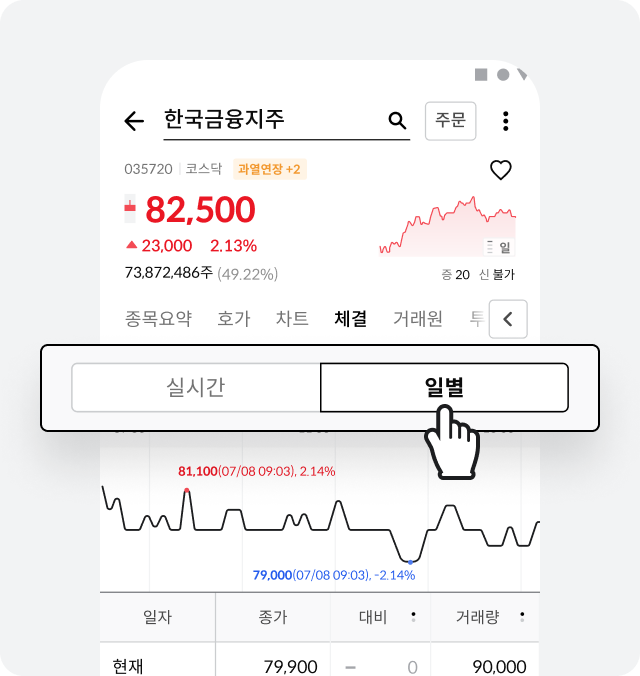 한국금융지주 주문
035720 코스닥 과열연장 +2
82,500
23,000 2.13%
73,872,486주 (49.22%)
일
증 20 신 불가
종목요약 호가 차트 체결 거래원 투
실시간 일별
81,100(07/08 09:03), 2.14%
79,000(07/08 09:03), -2.14%
일자 종가 대비 거래량
현재 79,900 0 90,000